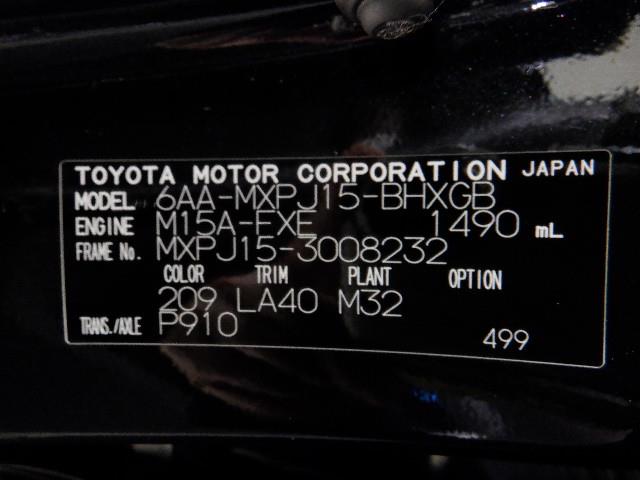 TOYOTA MOTOR CORPORATION JAPAN
MODEL 6AA-MXPJ15-BHXGB
ENGINE M15A-FXE 1490 mL
FRAME No. MXPJ15-3008232
COLOR TRIM PLANT OPTION
209 LA40 M32
TRANS./AXLE P910
499